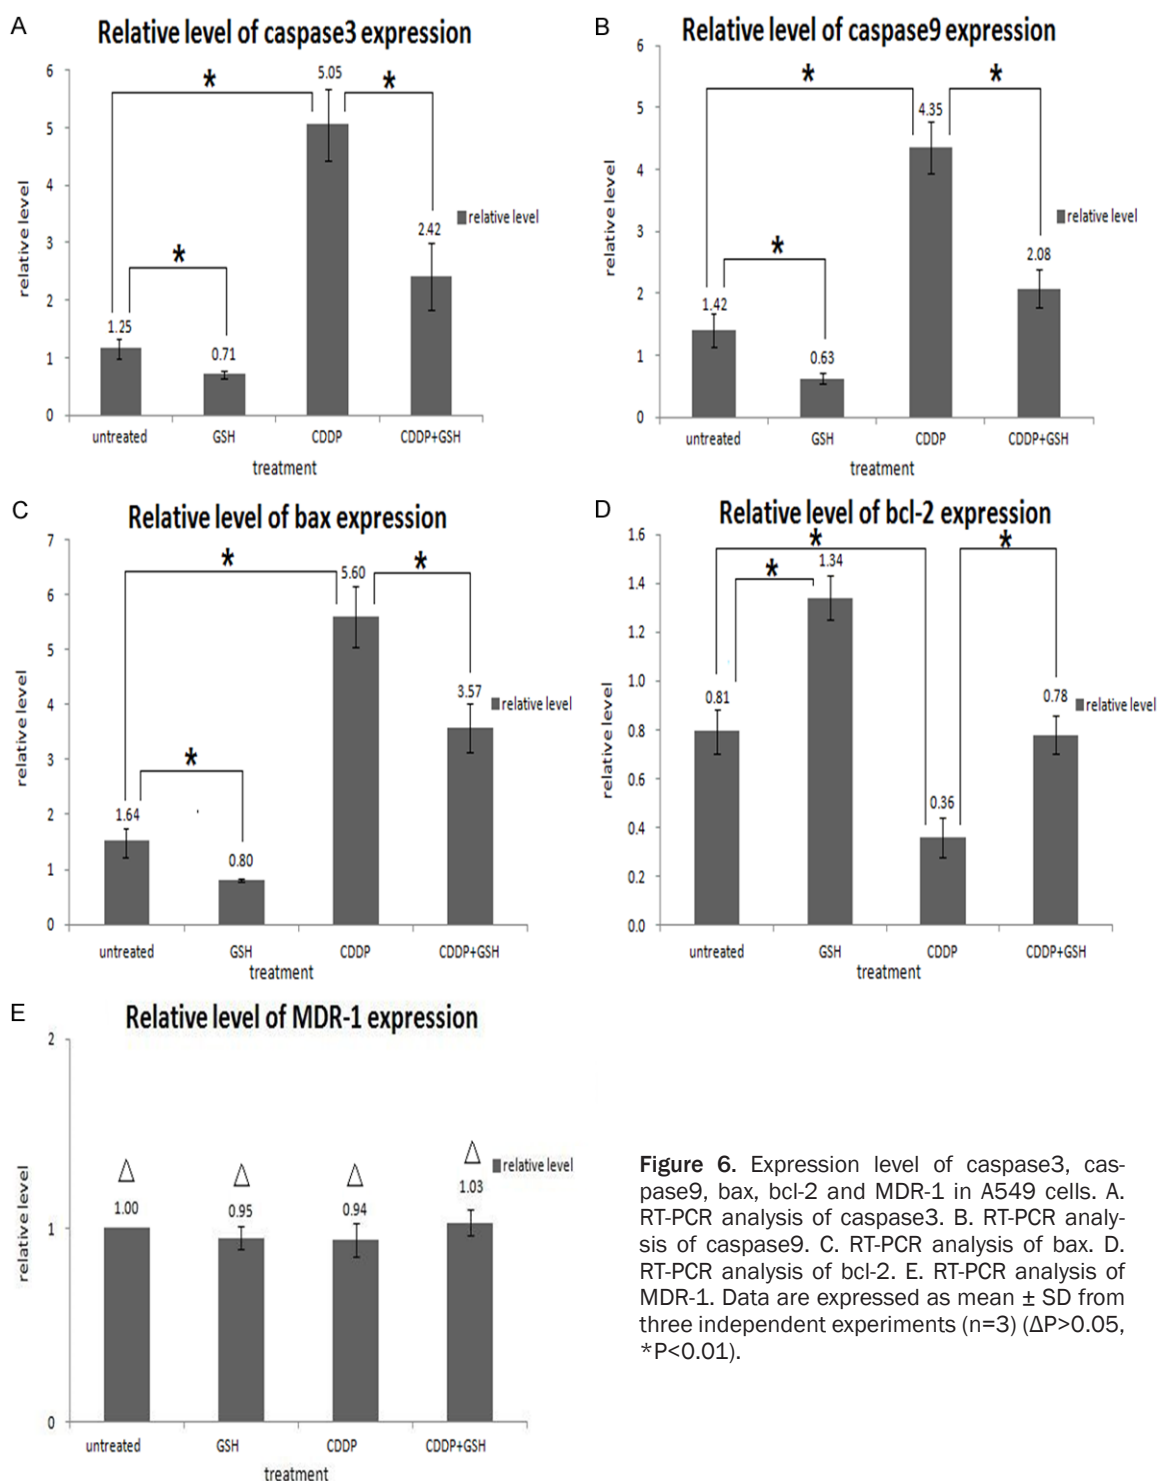 A
Relative level of caspase3 expression
6
5
4
3
2
1
0
relative level
*
*
*
1.25
0.71
5.05
2.42
relative level
untreated GSH CDDP CDDP+GSH
treatment
B
Relative level of caspase9 expression
6
5
4
3
2
1
0
relative level
*
*
*
1.42
0.63
4.35
2.08
relative level
untreated GSH CDDP CDDP+GSH
treatment
C
Relative level of bax expression
7
6
5
4
3
2
1
0
relative level
*
*
*
1.64
0.80
5.60
3.57
relative level
untreated GSH CDDP CDDP+GSH
treatment
D
Relative level of bcl-2 expression
1.6
1.4
1.2
1.0
0.8
0.6
0.4
0.2
0.0
relative level
*
*
*
0.81
1.34
0.36
0.78
relative level
untreated GSH CDDP CDDP+GSH
treatment
E
Relative level of MDR-1 expression
2
1
0
relative level
Δ Δ Δ Δ
1.00
0.95
0.94
1.03
relative level
untreated GSH CDDP CDDP+GSH
treatment
Figure 6. Expression level of caspase3, cas-
pase9, bax, bcl-2 and MDR-1 in A549 cells. A.
RT-PCR analysis of caspase3. B. RT-PCR analy-
sis of caspase9. C. RT-PCR analysis of bax. D.
RT-PCR analysis of bcl-2. E. RT-PCR analysis of
MDR-1. Data are expressed as mean ± SD from
three independent experiments (n=3) (ΔP>0.05,
*P<0.01).